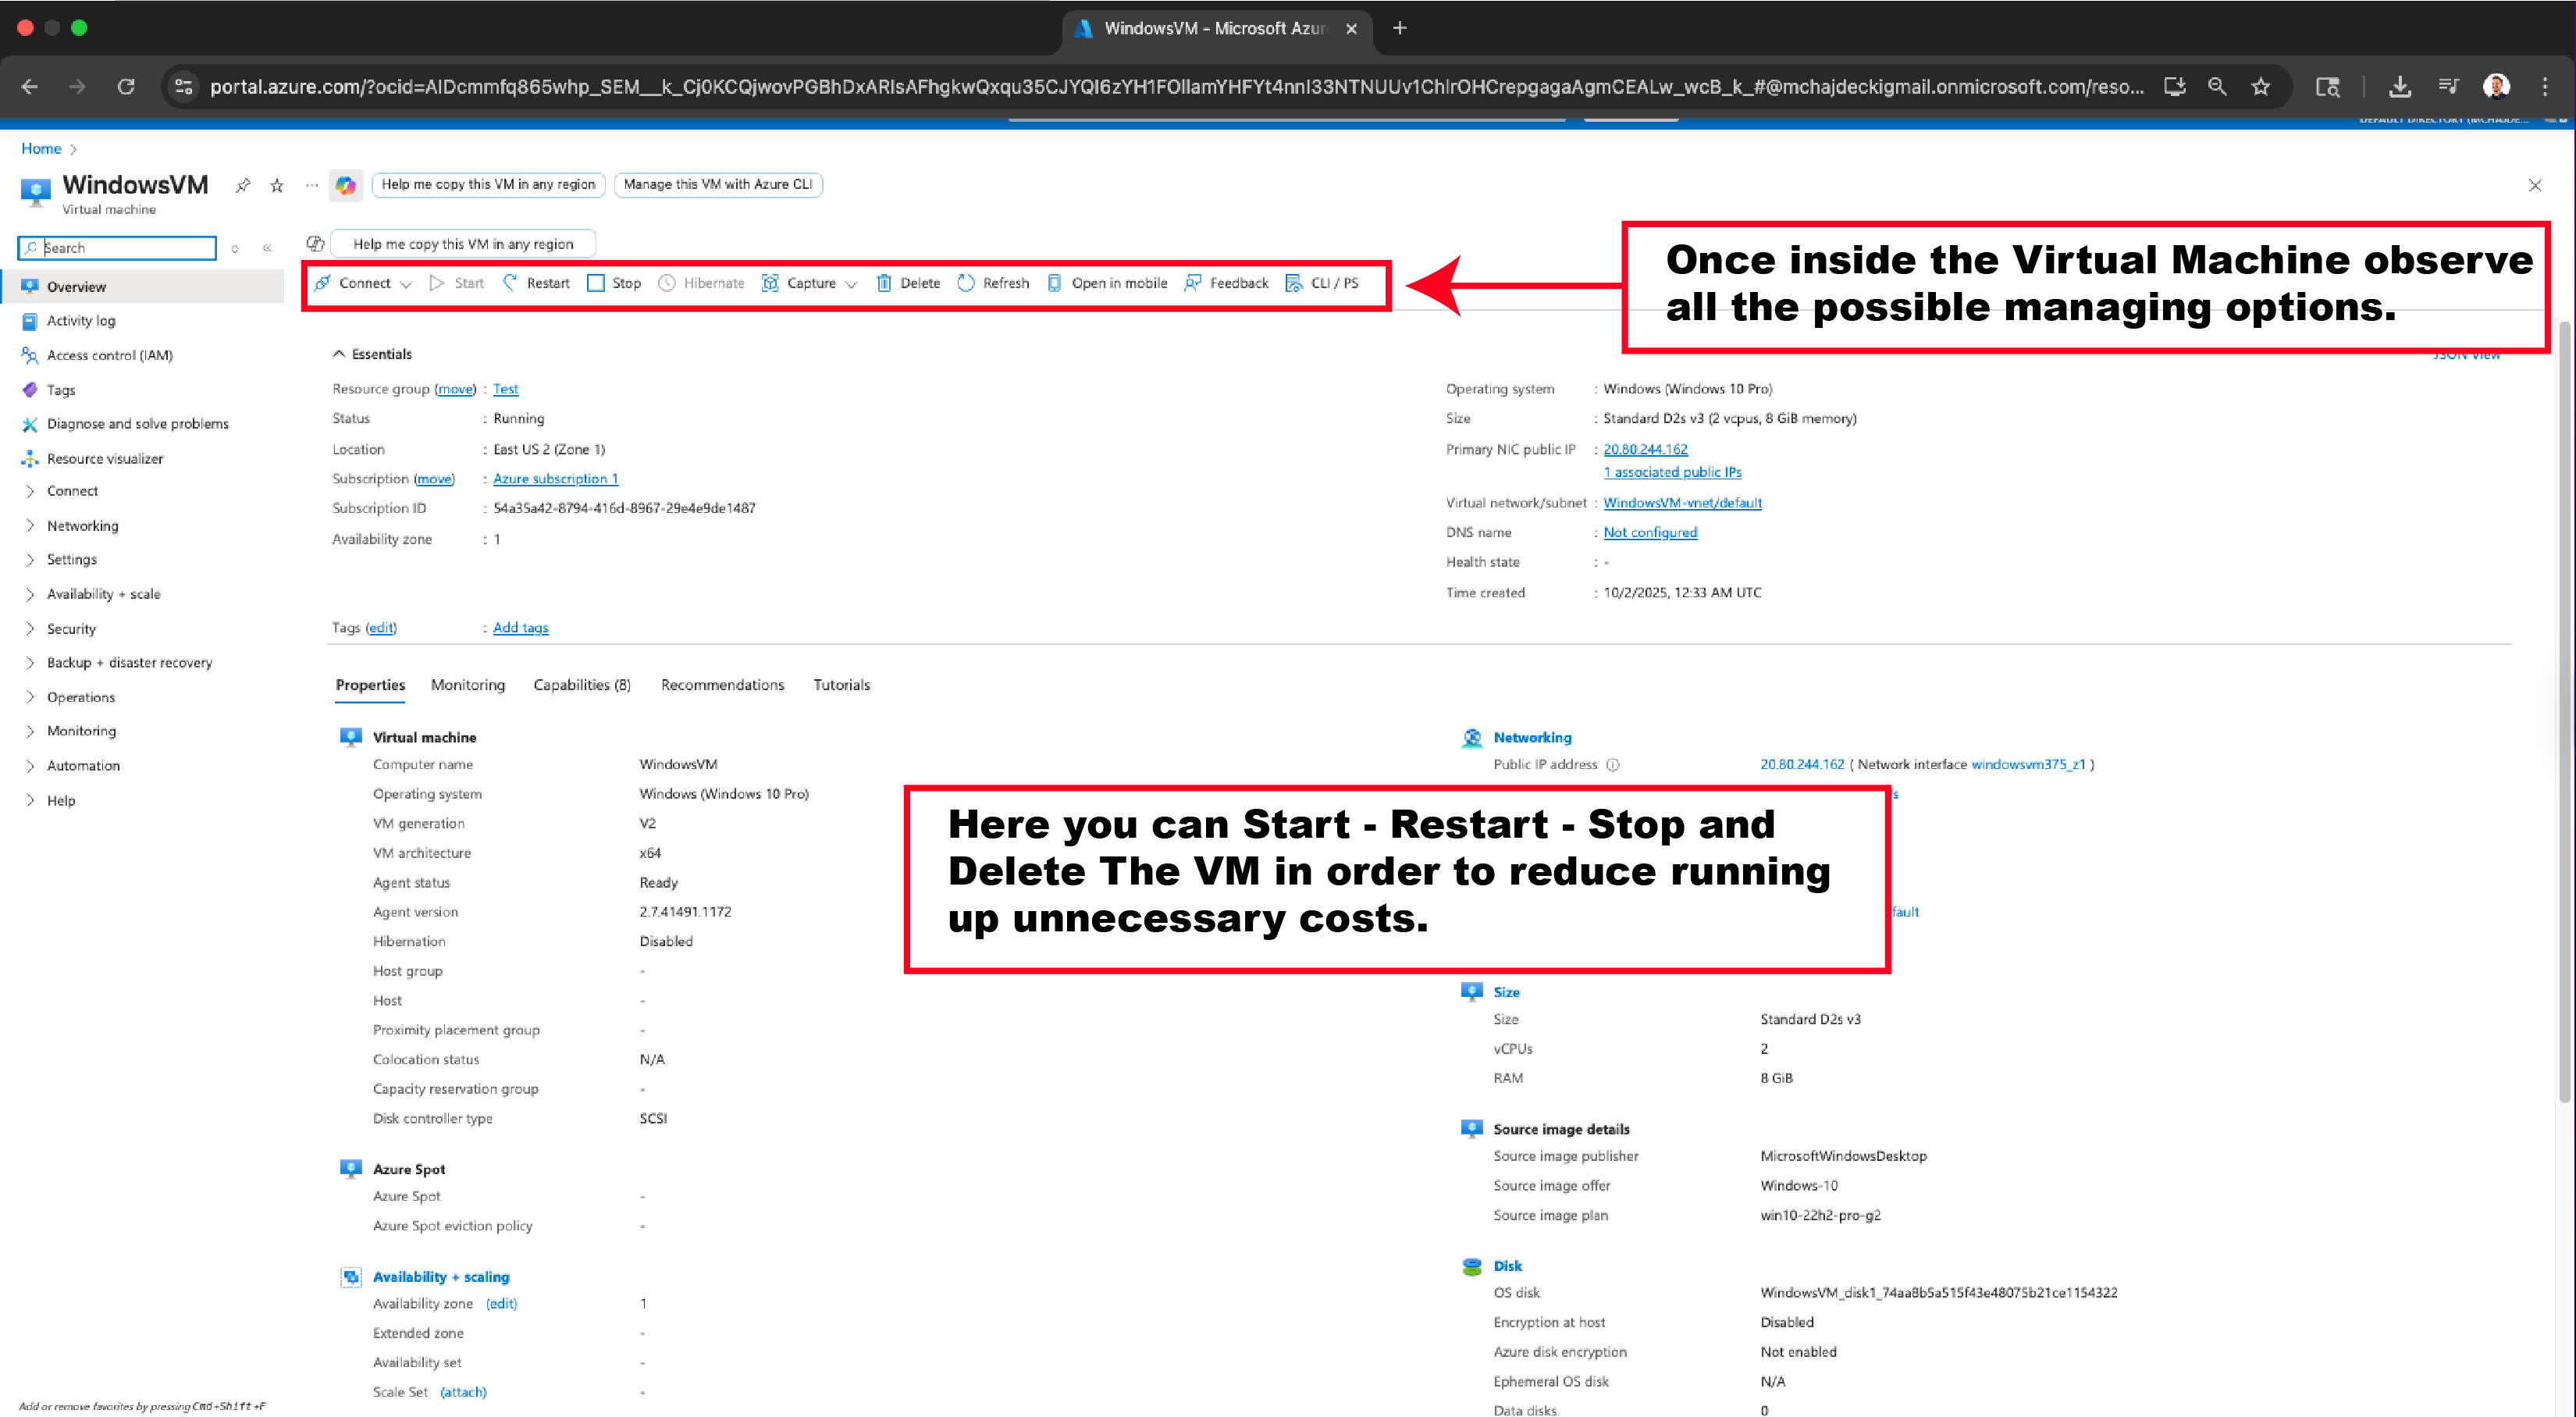 WindowsVM - Microsoft Azur
portal.azure.com/?ocid=AIDcmmfq865whp_SEM__k_Cj0KCQjwovPGBhDxARIsAFhgkwQxqu35CJYQI6zYH1FOllamYHFYt4nnI33NTNUUv1ChlrOHCrepgagaAgmCEALw_wcB_k_#@mchajdeckigmail.onmicrosoft.com/reso...
DEFAULT DIRECTORY (MCHAJDE...
Home >
WindowsVM
Virtual machine
Help me copy this VM in any region
Manage this VM with Azure CLI
Search
Help me copy this VM in any region
Connect Start Restart Stop Hibernate Capture Delete Refresh Open in mobile Feedback CLI / PS
Once inside the Virtual Machine observe
all the possible managing options.
Overview
Activity log
Access control (IAM)
Tags
Diagnose and solve problems
Resource visualizer
Connect
Networking
Settings
Availability + scale
Security
Backup + disaster recovery
Operations
Monitoring
Automation
Help
Add or remove favorites by pressing Cmd+Shift+F
Essentials
JSON View
Resource group (move) : Test
Status : Running
Location : East US 2 (Zone 1)
Subscription (move) : Azure subscription 1
Subscription ID : 54a35a42-8794-416d-8967-29e4e9de1487
Availability zone : 1
Operating system : Windows (Windows 10 Pro)
Size : Standard D2s v3 (2 vcpus, 8 GiB memory)
Primary NIC public IP : 20.80.244.162
1 associated public IPs
Virtual network/subnet : WindowsVM-vnet/default
DNS name : Not configured
Health state : -
Time created : 10/2/2025, 12:33 AM UTC
Tags (edit) : Add tags
Properties Monitoring Capabilities (8) Recommendations Tutorials
Virtual machine
Computer name WindowsVM
Operating system Windows (Windows 10 Pro)
VM generation V2
VM architecture x64
Agent status Ready
Agent version 2.7.41491.1172
Hibernation Disabled
Host group -
Host -
Proximity placement group -
Colocation status N/A
Capacity reservation group -
Disk controller type SCSI
Azure Spot
Azure Spot -
Azure Spot eviction policy -
Availability + scaling
Availability zone (edit) 1
Extended zone -
Availability set -
Scale Set (attach) -
Here you can Start - Restart - Stop and
Delete The VM in order to reduce running
up unnecessary costs.
Networking
Public IP address 20.80.244.162 ( Network interface windowsvm375_z1 )
s
fault
Size
Size Standard D2s v3
vCPUs 2
RAM 8 GiB
Source image details
Source image publisher MicrosoftWindowsDesktop
Source image offer Windows-10
Source image plan win10-22h2-pro-g2
Disk
OS disk WindowsVM_disk1_74aa8b5a515f43e48075b21ce1154322
Encryption at host Disabled
Azure disk encryption Not enabled
Ephemeral OS disk N/A
Data disks 0